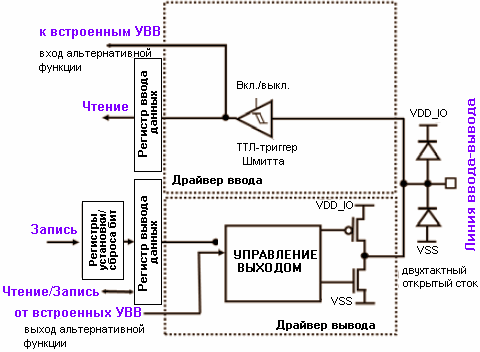 к встроенным УВВ
вход альтернативной
функции
Чтение
Регистр ввода
данных
Вкл./выкл.
ТТЛ-триггер
Шмитта
Драйвер ввода
VDD_IO
VSS
Линия ввода-вывода
Запись
Регистры
установки/
сброса бит
Регистр вывода
данных
Чтение/Запись
от встроенных УВВ
выход альтернативной
функции
УПРАВЛЕНИЕ
ВЫХОДОМ
VDD_IO
VSS
двухтактный
открытый сток
Драйвер вывода